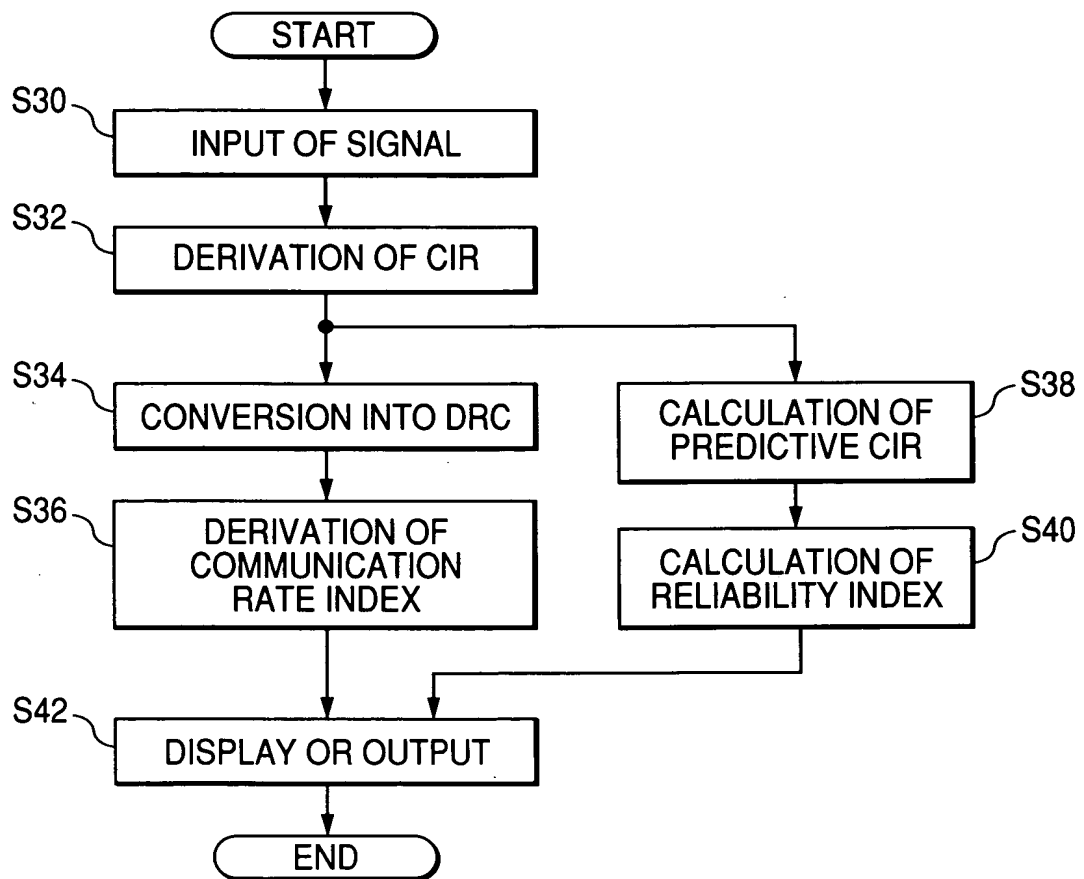 START
S30
INPUT OF SIGNAL
S32
DERIVATION OF CIR
S34
CONVERSION INTO DRC
S38
CALCULATION OF
PREDICTIVE CIR
S36
DERIVATION OF
COMMUNICATION
RATE INDEX
S40
CALCULATION OF
RELIABILITY INDEX
S42
DISPLAY OR OUTPUT
END